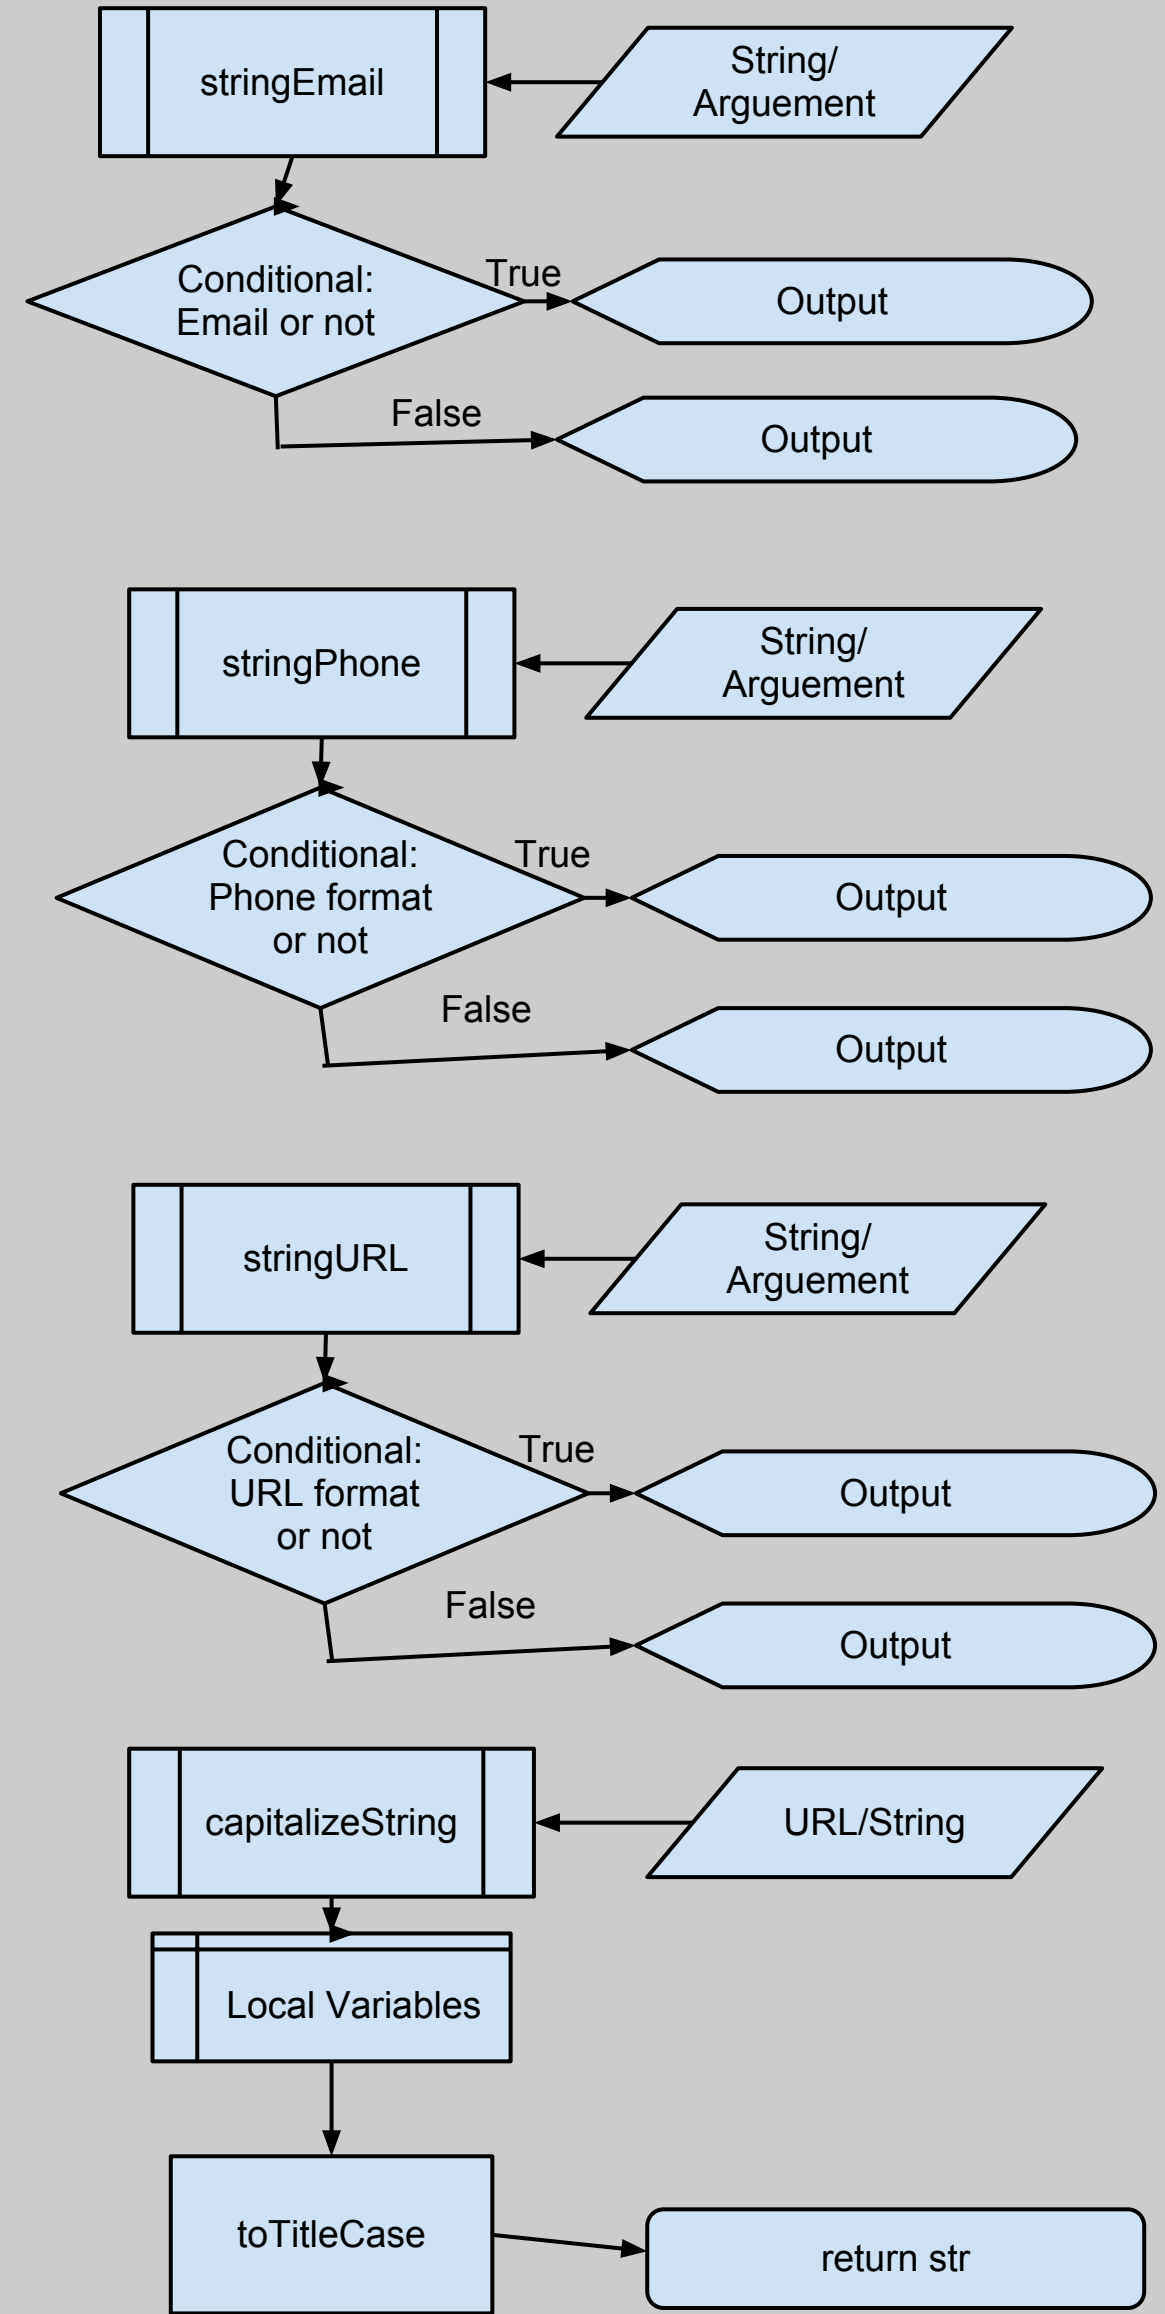 stringEmail
String/
Arguement
Conditional:
Email or not
True
Output
False
Output
stringPhone
String/
Arguement
Conditional:
Phone format
or not
True
Output
False
Output
stringURL
String/
Arguement
Conditional:
URL format
or not
True
Output
False
Output
capitalizeString
URL/String
Local Variables
toTitleCase
return str